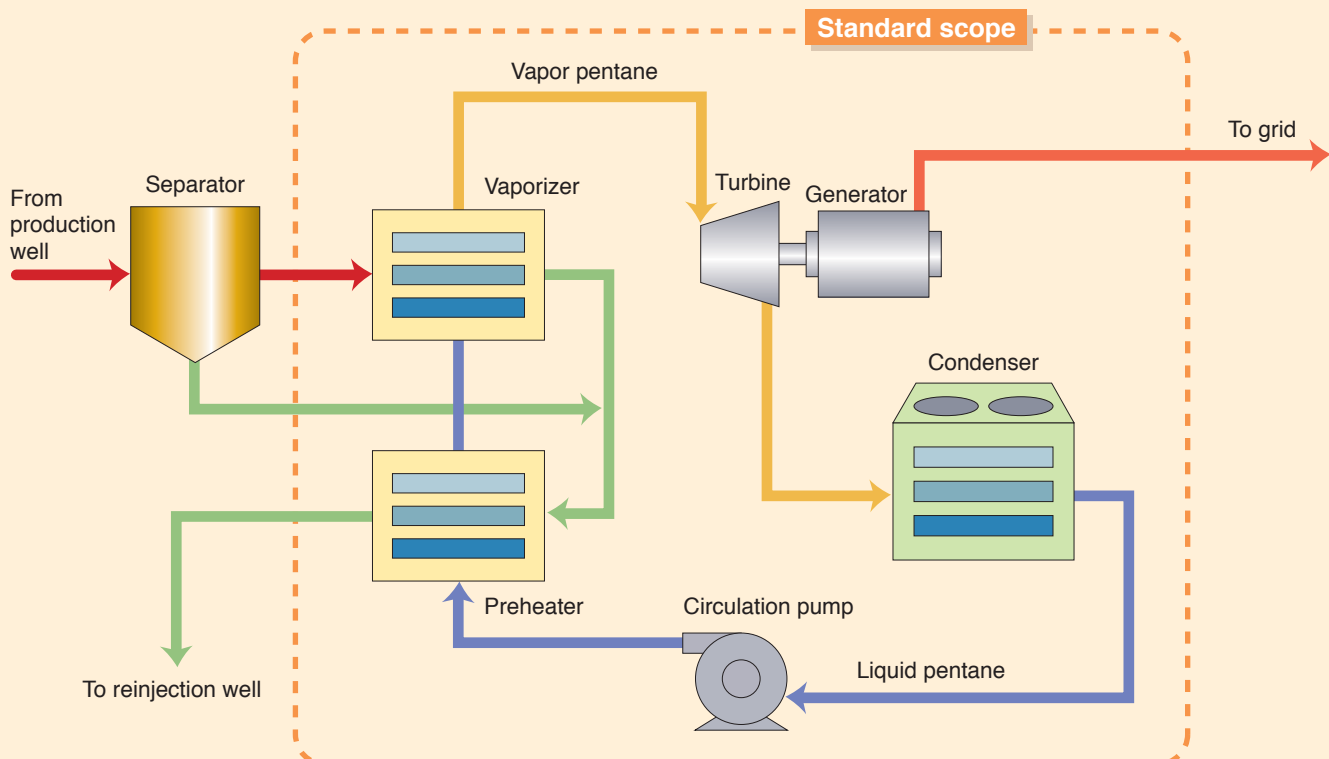 Standard scope
Vapor pentane
To grid
Separator
Vaporizer
Turbine
Generator
From
production
well
Condenser
Preheater
Circulation pump
Liquid pentane
To reinjection well